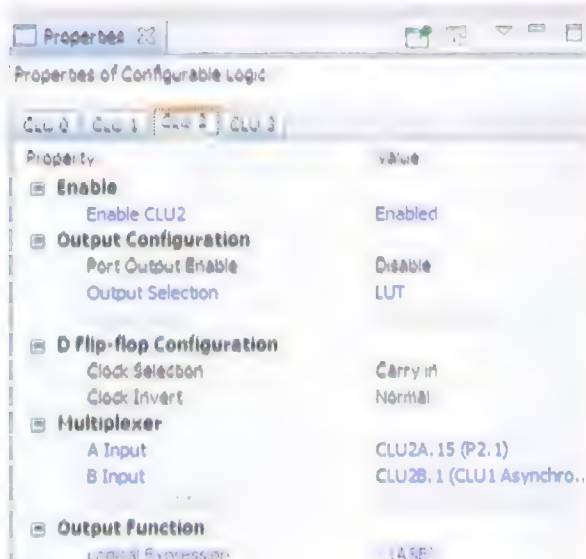 Properties
Properties of Configurable Logic
CLU 0 CLU 1 CLU 2 CLU 3
Property Value
Enable
Enable CLU2 Enabled
Output Configuration
Port Output Enable Disable
Output Selection LUT
D Flip-flop Configuration
Clock Selection Carry in
Clock Invert Normal
Multiplexer
A Input CLU2A.15 (P2.1)
B Input CLU2B.1 (CLU1 Asynchro...
Output Function
Logical Expression